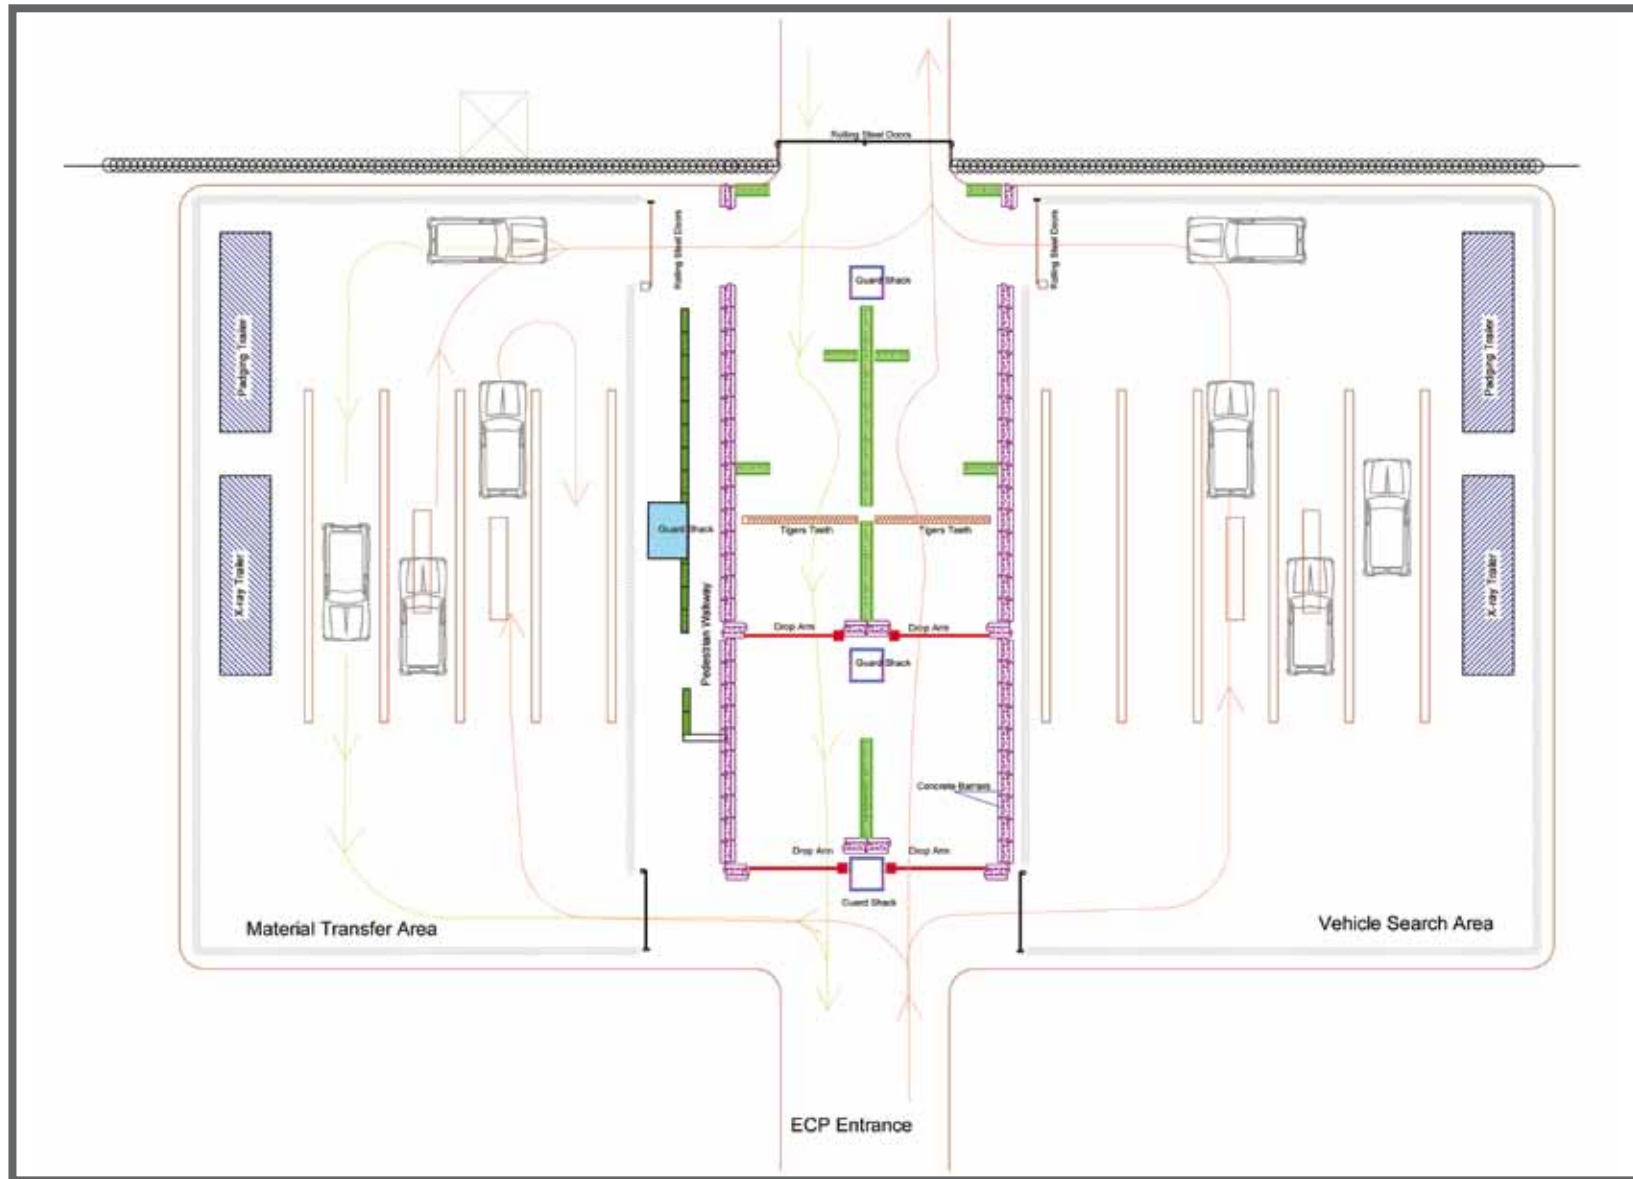 Rolling Steel Doors
Rolling Steel Doors
Rolling Steel Doors
Guard Shack
Padging Trailer
Padging Trailer
Guard Shack
Tigers Teeth
Tigers Teeth
X-ray Trailer
X-ray Trailer
Pedestrian Walkway
Drop Arm
Drop Arm
Guard Shack
Concrete Barriers
Drop Arm
Drop Arm
Guard Shack
Material Transfer Area
Vehicle Search Area
ECP Entrance